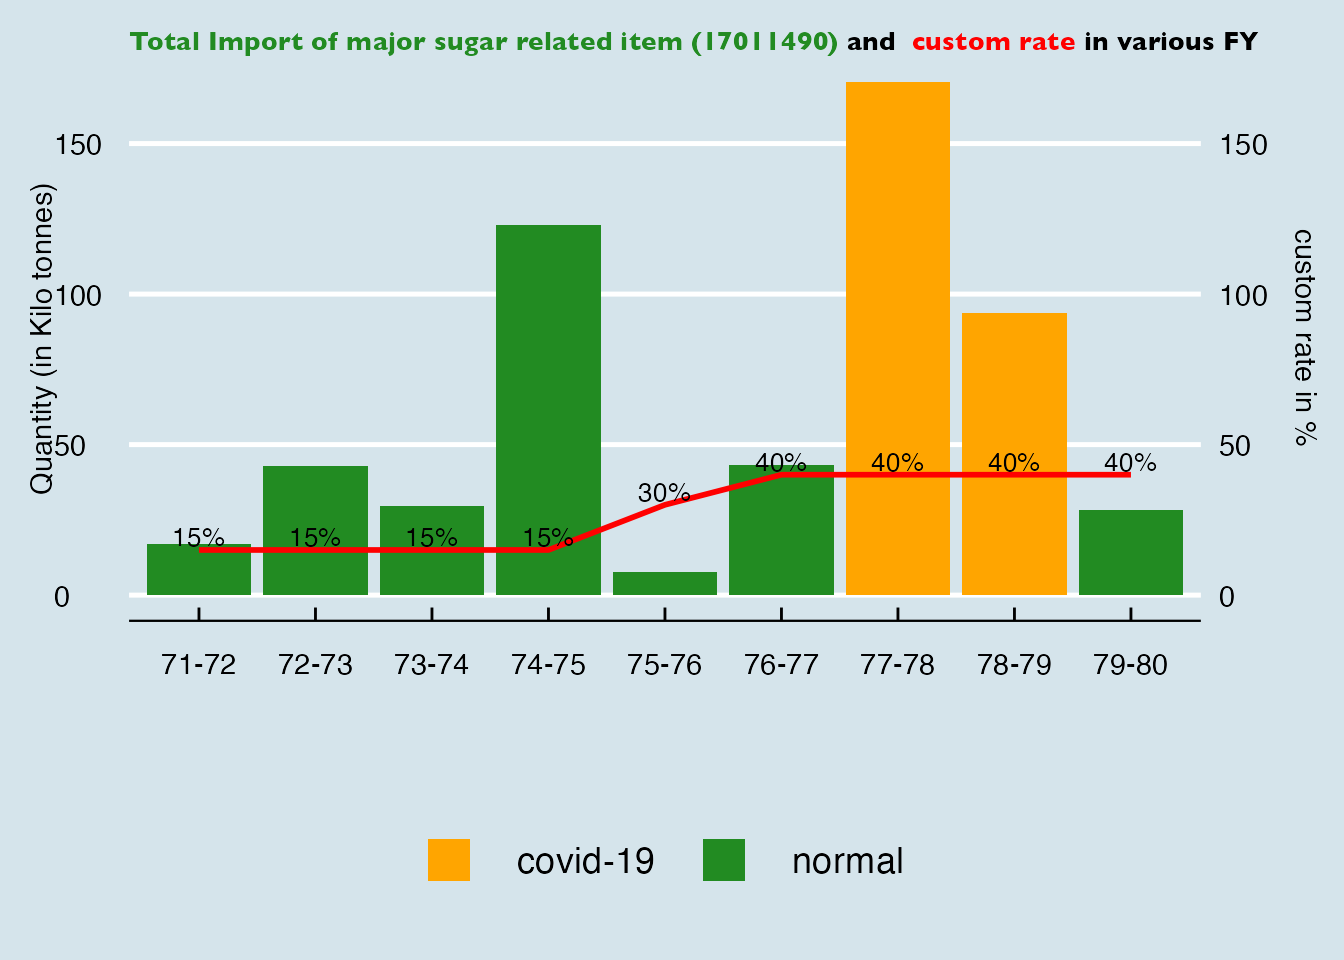 Total Import of major sugar related item (17011490) and custom rate in various FY
Quantity (in Kilo tonnes)
150
100
50
0
150
100
50
0
custom rate in %
15% 15% 15% 15% 30% 40% 40% 40% 40%
71-72 72-73 73-74 74-75 75-76 76-77 77-78 78-79 79-80
covid-19 normal